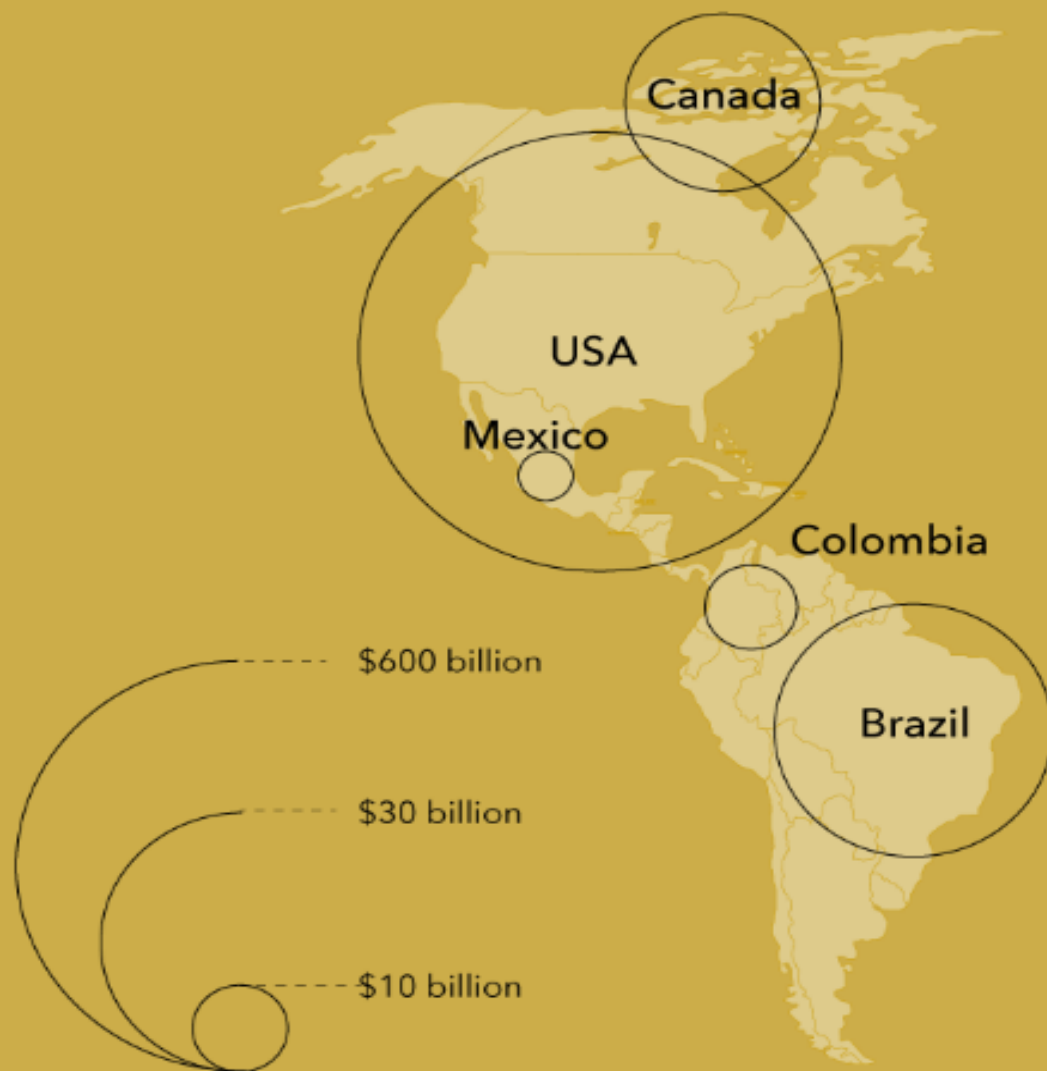 Canada
USA
Mexico
Colombia
$600 billion
Brazil
$30 billion
$10 billion